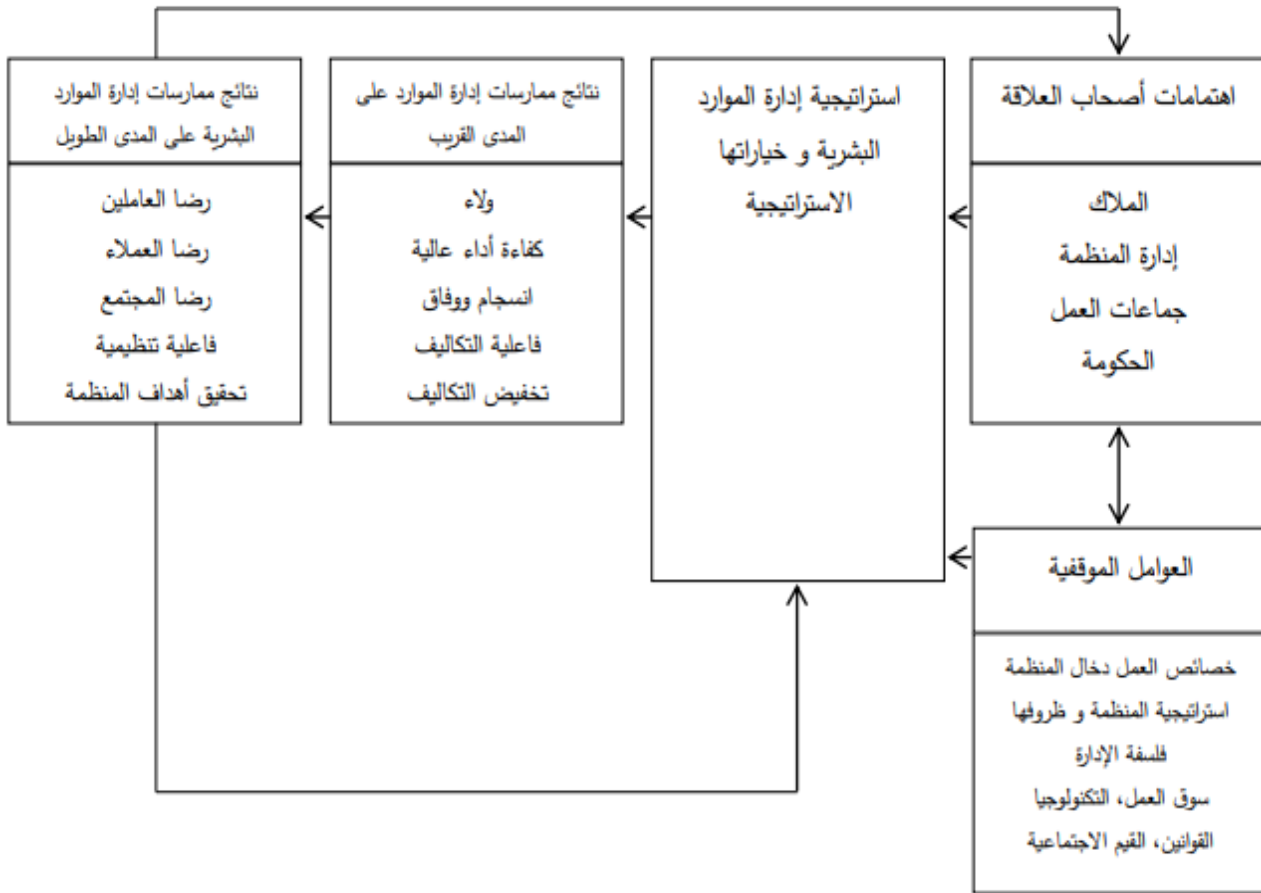 اهتمامات أصحاب العلاقة
الملاك
إدارة المنظمة
جماعات العمل
الحكومة
العوامل الموقفية
خصائص العمل دخال المنظمة
استراتيجية المنظمة و ظروفها
فلسفة الإدارة
سوق العمل، التكنولوجيا
القوانين، القيم الاجتماعية
استراتيجية إدارة الموارد
البشرية و خياراتها
الاستراتيجية
نتائج ممارسات إدارة الموارد على
المدى القريب
ولاء
كفاءة أداء عالية
انسجام ووفاق
فاعلية التكاليف
تخفيض التكاليف
نتائج ممارسات إدارة الموارد
البشرية على المدى الطويل
رضا العاملين
رضا العملاء
رضا المجتمع
فاعلية تنظيمية
تحقيق أهداف المنظمة